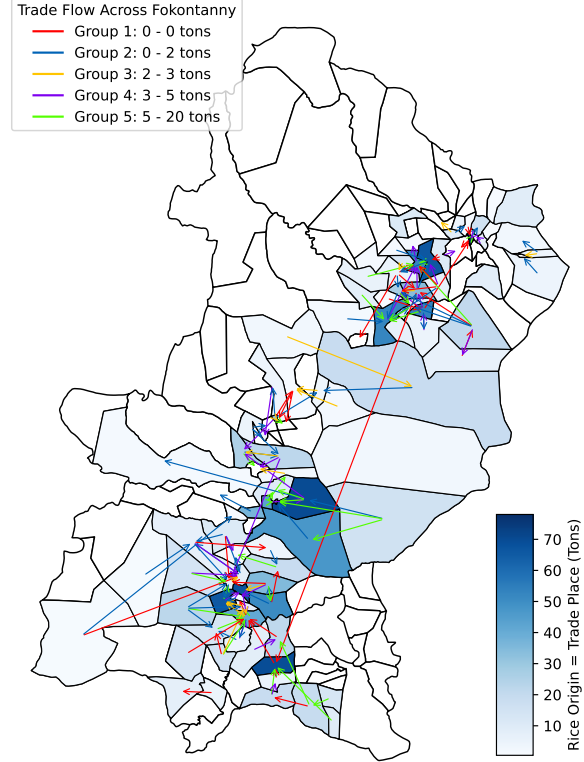 Trade Flow Across Fokontanny
Group 1: 0 - 0 tons
Group 2: 0 - 2 tons
Group 3: 2 - 3 tons
Group 4: 3 - 5 tons
Group 5: 5 - 20 tons
70
60
50
40
30
20
10
Rice Origin = Trade Place (Tons)